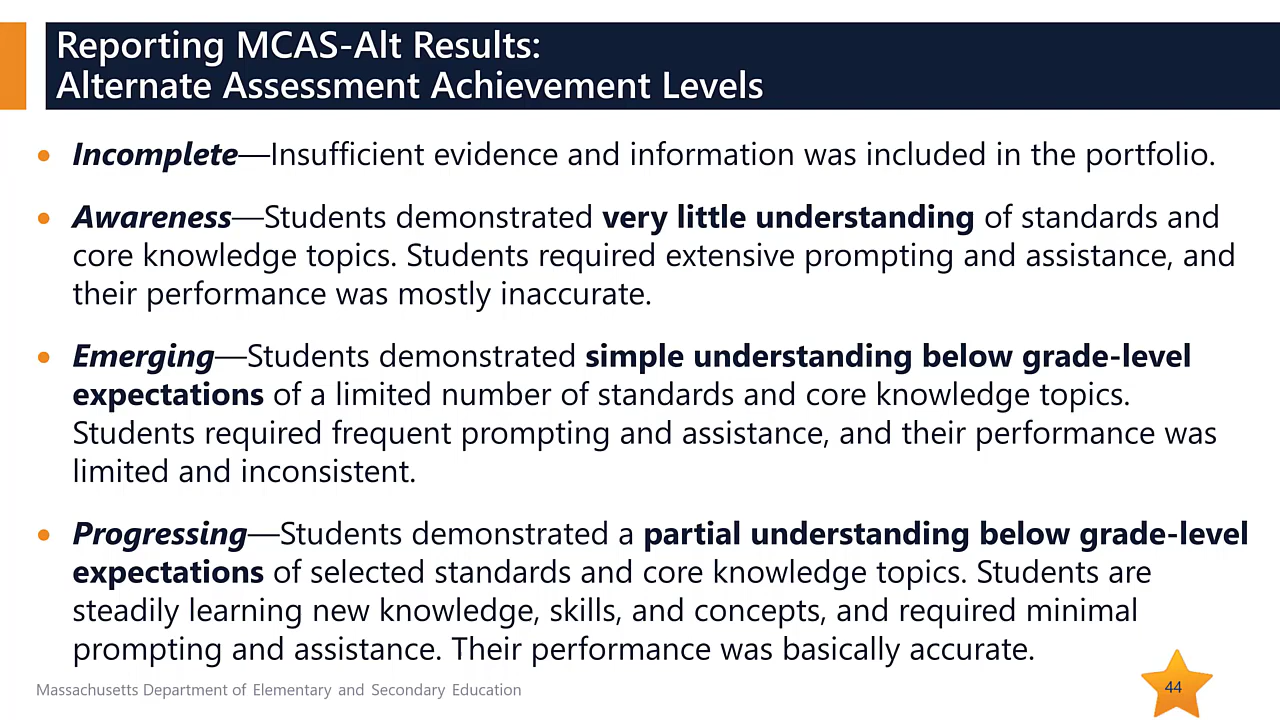 Reporting MCAS-Alt Results:
Alternate Assessment Achievement Levels
• Incomplete—Insufficient evidence and information was included in the portfolio.
• Awareness—Students demonstrated very little understanding of standards and
core knowledge topics. Students required extensive prompting and assistance, and
their performance was mostly inaccurate.
• Emerging—Students demonstrated simple understanding below grade-level
expectations of a limited number of standards and core knowledge topics.
Students required frequent prompting and assistance, and their performance was
limited and inconsistent.
• Progressing—Students demonstrated a partial understanding below grade-level
expectations of selected standards and core knowledge topics. Students are
steadily learning new knowledge, skills, and concepts, and required minimal
prompting and assistance. Their performance was basically accurate.
Massachusetts Department of Elementary and Secondary Education
44